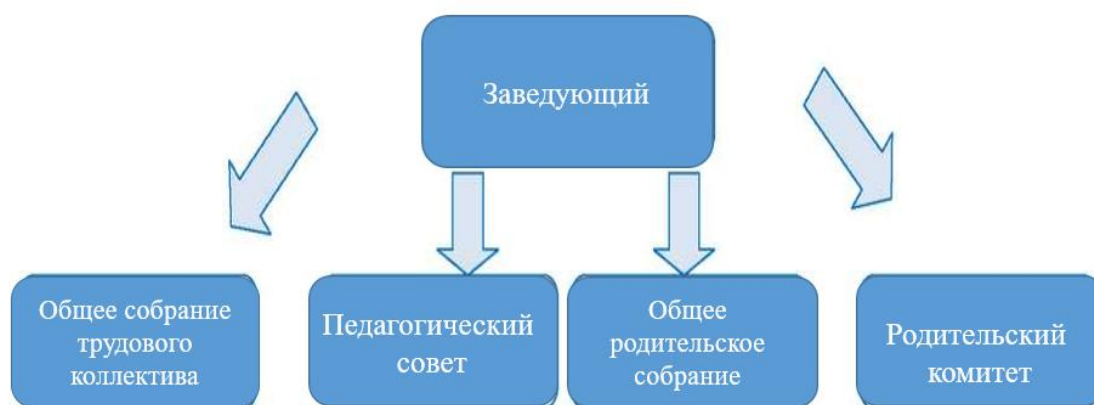 Заведующий
Общее собрание
трудового
коллектива
Педагогический
совет
Общее
родительское
собрание
Родительский
комитет